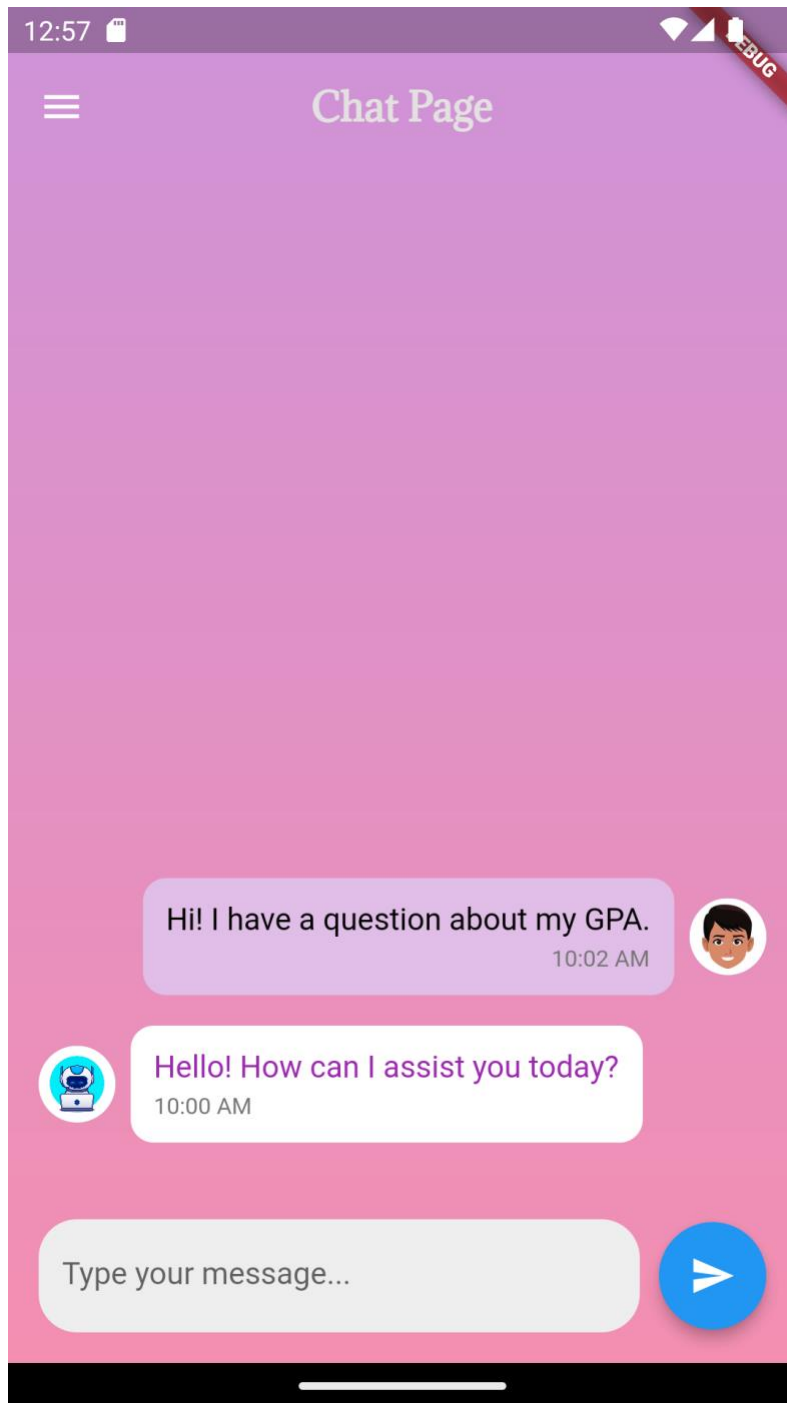 12:57
DEBUG
Chat Page
Hi! I have a question about my GPA.
10:02 AM
Hello! How can I assist you today?
10:00 AM
Type your message...